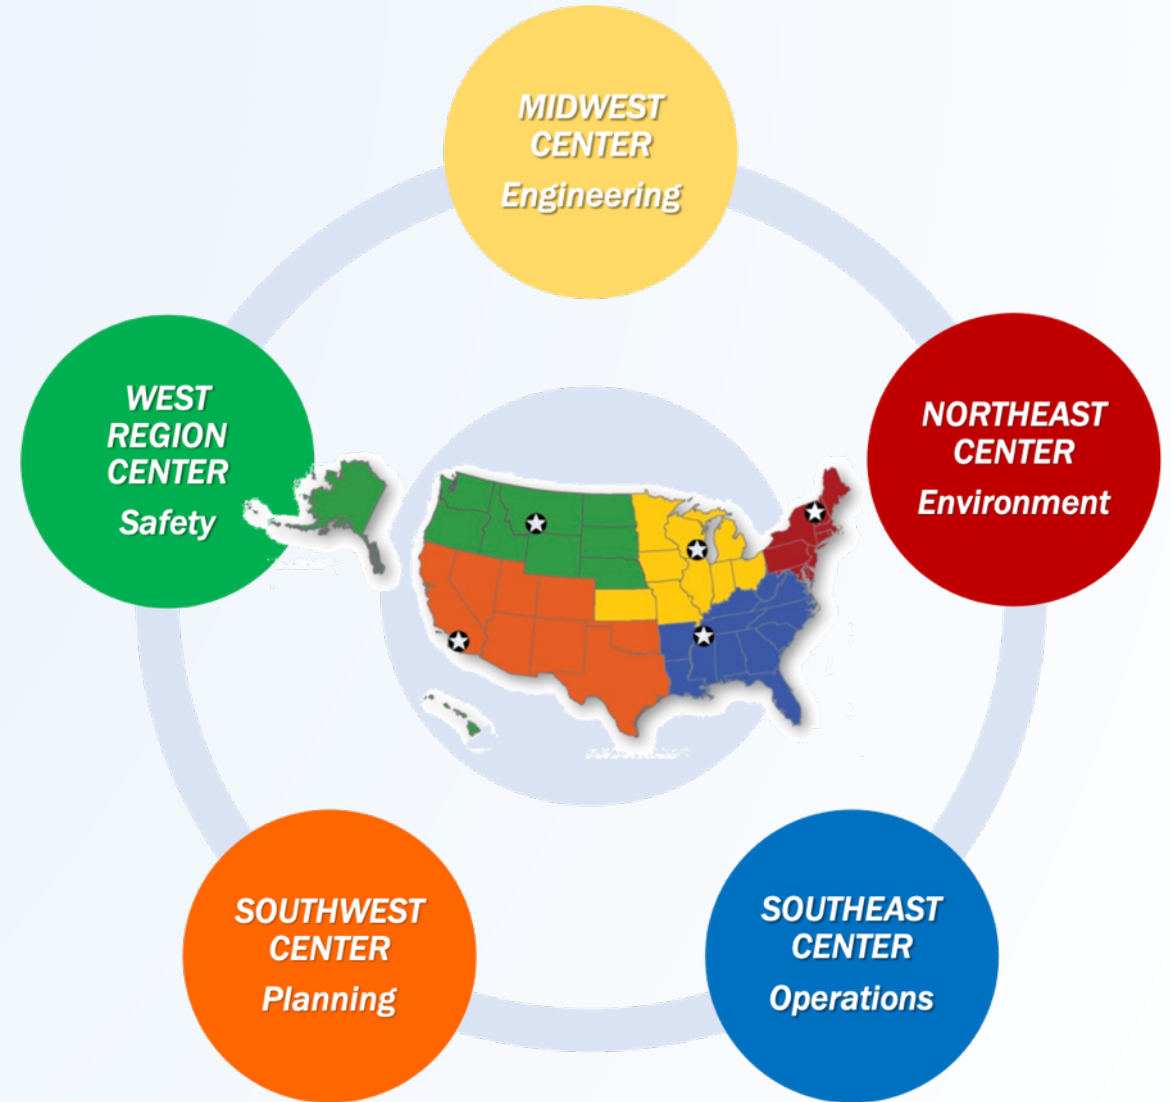 MIDWEST
CENTER
Engineering
WEST
REGION
CENTER
Safety
NORTHEAST
CENTER
Environment
SOUTHWEST
CENTER
Planning
SOUTHEAST
CENTER
Operations